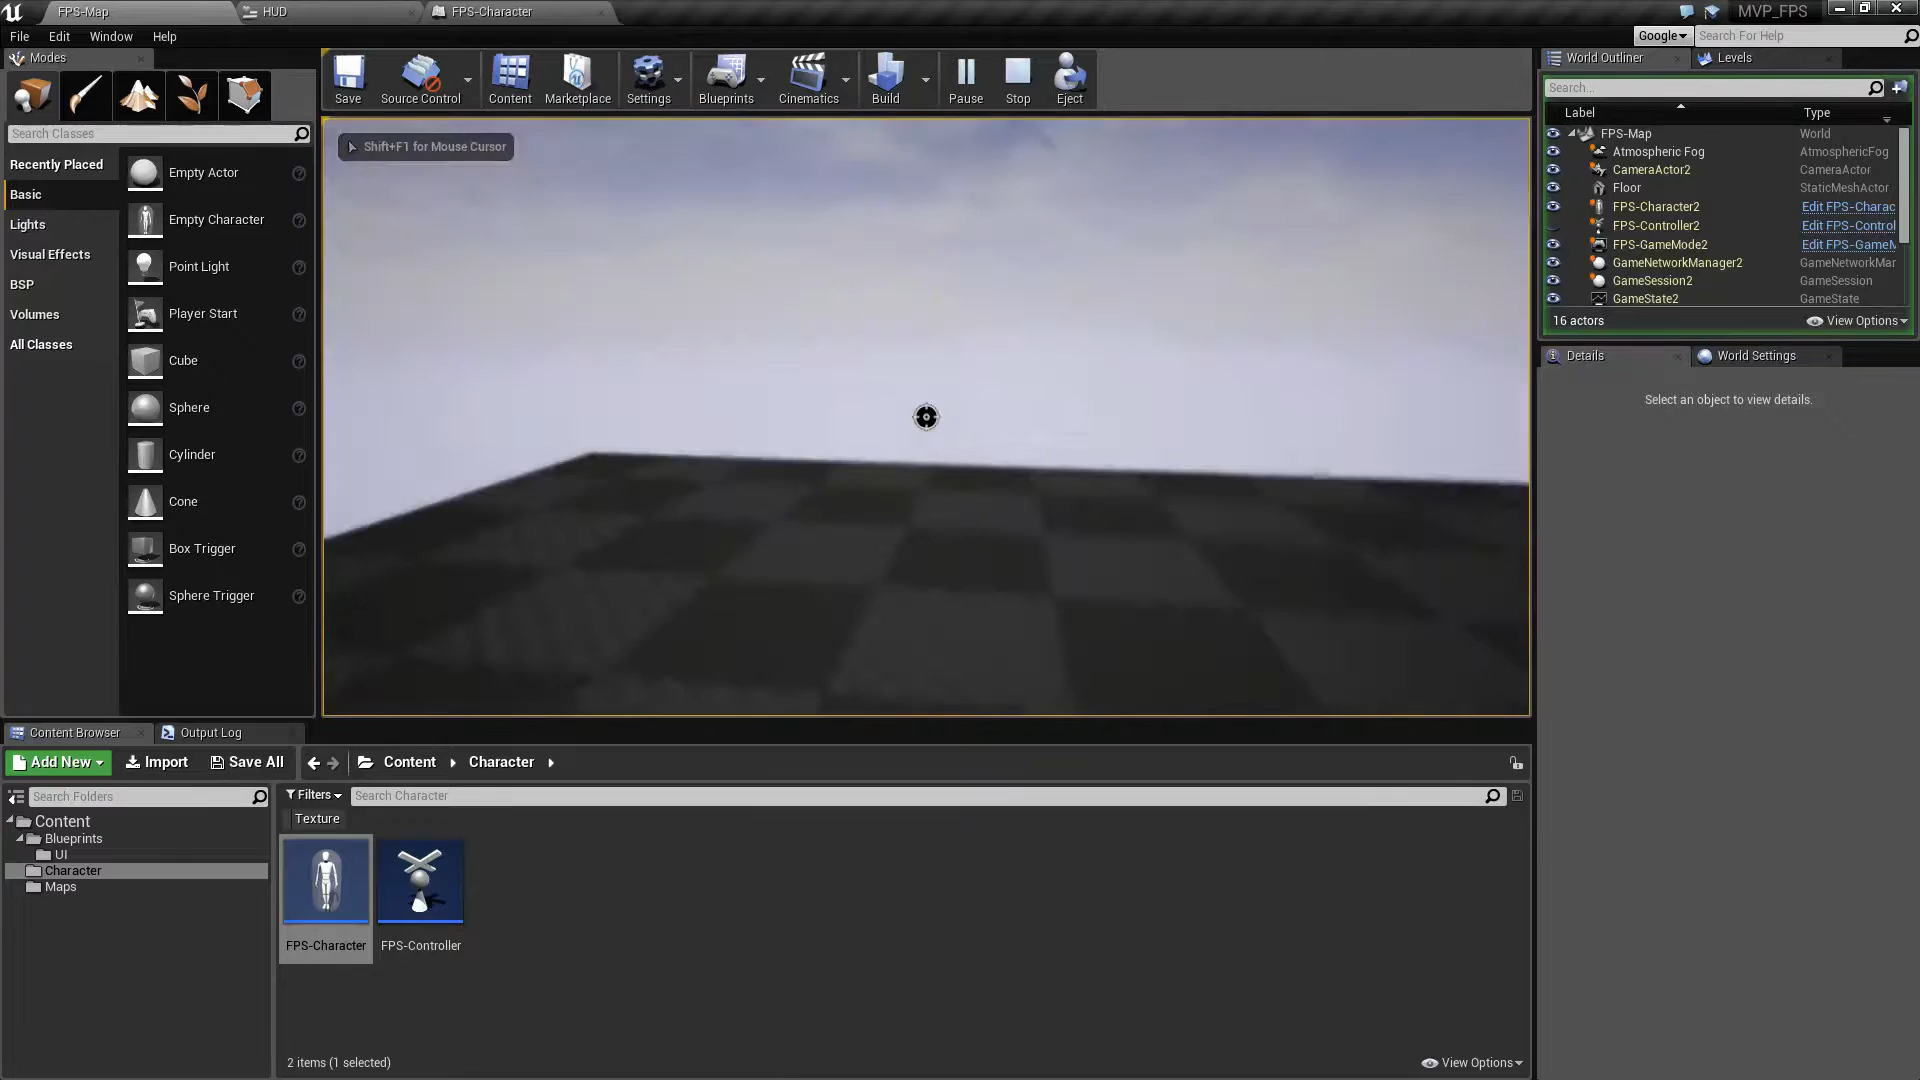 FPS-Map
HUD
FPS-Character
MVP_FPS
File
Edit
Window
Help
Google
Search For Help
Modes
Save
Source Control
Content
Marketplace
Settings
Blueprints
Cinematics
Build
Pause
Stop
Eject
World Outliner
Levels
Search...
Label
Type
FPS-Map
World
Atmospheric Fog
AtmosphericFog
CameraActor2
CameraActor
Floor
StaticMeshActor
FPS-Character2
Edit FPS-Charac
FPS-Controller2
Edit FPS-Control
FPS-GameMode2
Edit FPS-GameM
GameNetworkManager2
GameNetworkMar
GameSession2
GameSession
GameState2
GameState
16 actors
View Options
Details
World Settings
Select an object to view details.
Search Classes
Recently Placed
Basic
Lights
Visual Effects
BSP
Volumes
All Classes
Empty Actor
Empty Character
Point Light
Player Start
Cube
Sphere
Cylinder
Cone
Box Trigger
Sphere Trigger
Shift+F1 for Mouse Cursor
Content Browser
Output Log
Add New
Import
Save All
Content
Character
Search Folders
Content
Blueprints
UI
Character
Maps
Filters
Search Character
Texture
FPS-Character
FPS-Controller
2 items (1 selected)
View Options